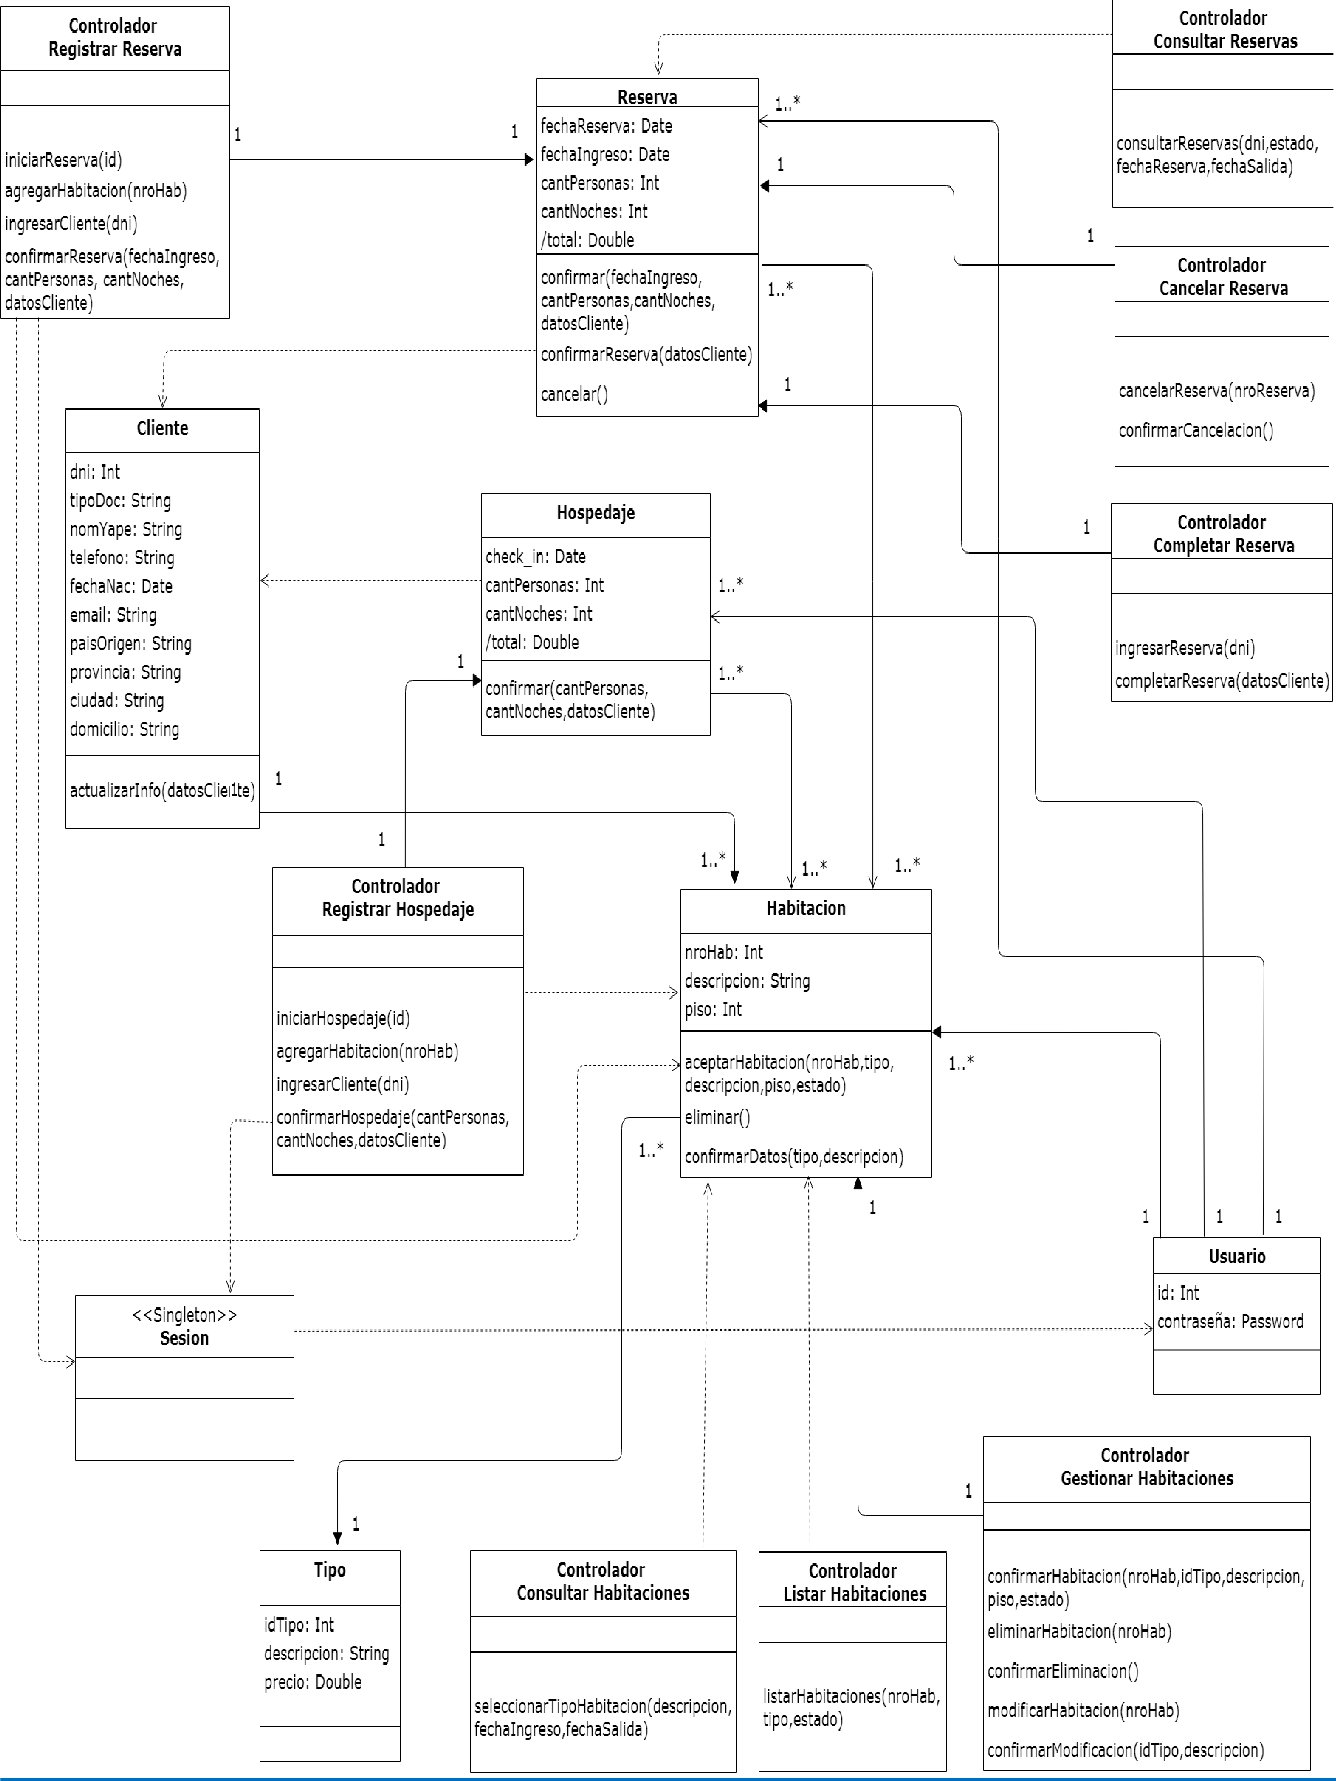 Controlador
Registrar Reserva
iniciarReserva(id)
agregarHabitacion(nroHab)
ingresarCliente(dni)
confirmarReserva(fechaIngreso,
cantPersonas, cantNoches,
datosCliente)
1
1
Reserva
fechaReserva: Date
fechaIngreso: Date
cantPersonas: Int
cantNoches: Int
/total: Double
confirmar(fechaIngreso,
cantPersonas,cantNoches,
datosCliente)
confirmarReserva(datosCliente)
cancelar()
1..*
1
1..*
1
Controlador
Consultar Reservas
consultarReservas(dni,estado,
fechaReserva,fechaSalida)
1
Controlador
Cancelar Reserva
cancelarReserva(nroReserva)
confirmarCancelacion()
1
Controlador
Completar Reserva
ingresarReserva(dni)
completarReserva(datosCliente)
Cliente
dni: Int
tipoDoc: String
nomYape: String
telefono: String
fechaNac: Date
email: String
paisOrigen: String
provincia: String
ciudad: String
domicilio: String
actualizarInfo(datosClie1te)
1
Hospedaje
check_in: Date
cantPersonas: Int
cantNoches: Int
/total: Double
confirmar(cantPersonas,
cantNoches,datosCliente)
1..*
1..*
1
1
Controlador
Registrar Hospedaje
iniciarHospedaje(id)
agregarHabitacion(nroHab)
ingresarCliente(dni)
confirmarHospedaje(cantPersonas,
cantNoches,datosCliente)
1..*
1..*
1..*
Habitacion
nroHab: Int
descripcion: String
piso: Int
aceptarHabitacion(nroHab,tipo,
descripcion,piso,estado)
eliminar()
confirmarDatos(tipo,descripcion)
1..*
1..*
1
1
1
1
Usuario
id: Int
contraseña: Password
<<Singleton>>
Sesion
1
Tipo
idTipo: Int
descripcion: String
precio: Double
Controlador
Consultar Habitaciones
seleccionarTipoHabitacion(descripcion,
fechaIngreso,fechaSalida)
Controlador
Listar Habitaciones
listarHabitaciones(nroHab,
tipo,estado)
1
Controlador
Gestionar Habitaciones
confirmarHabitacion(nroHab,idTipo,descripcion,
piso,estado)
eliminarHabitacion(nroHab)
confirmarEliminacion()
modificarHabitacion(nroHab)
confirmarModificacion(idTipo,descripcion)